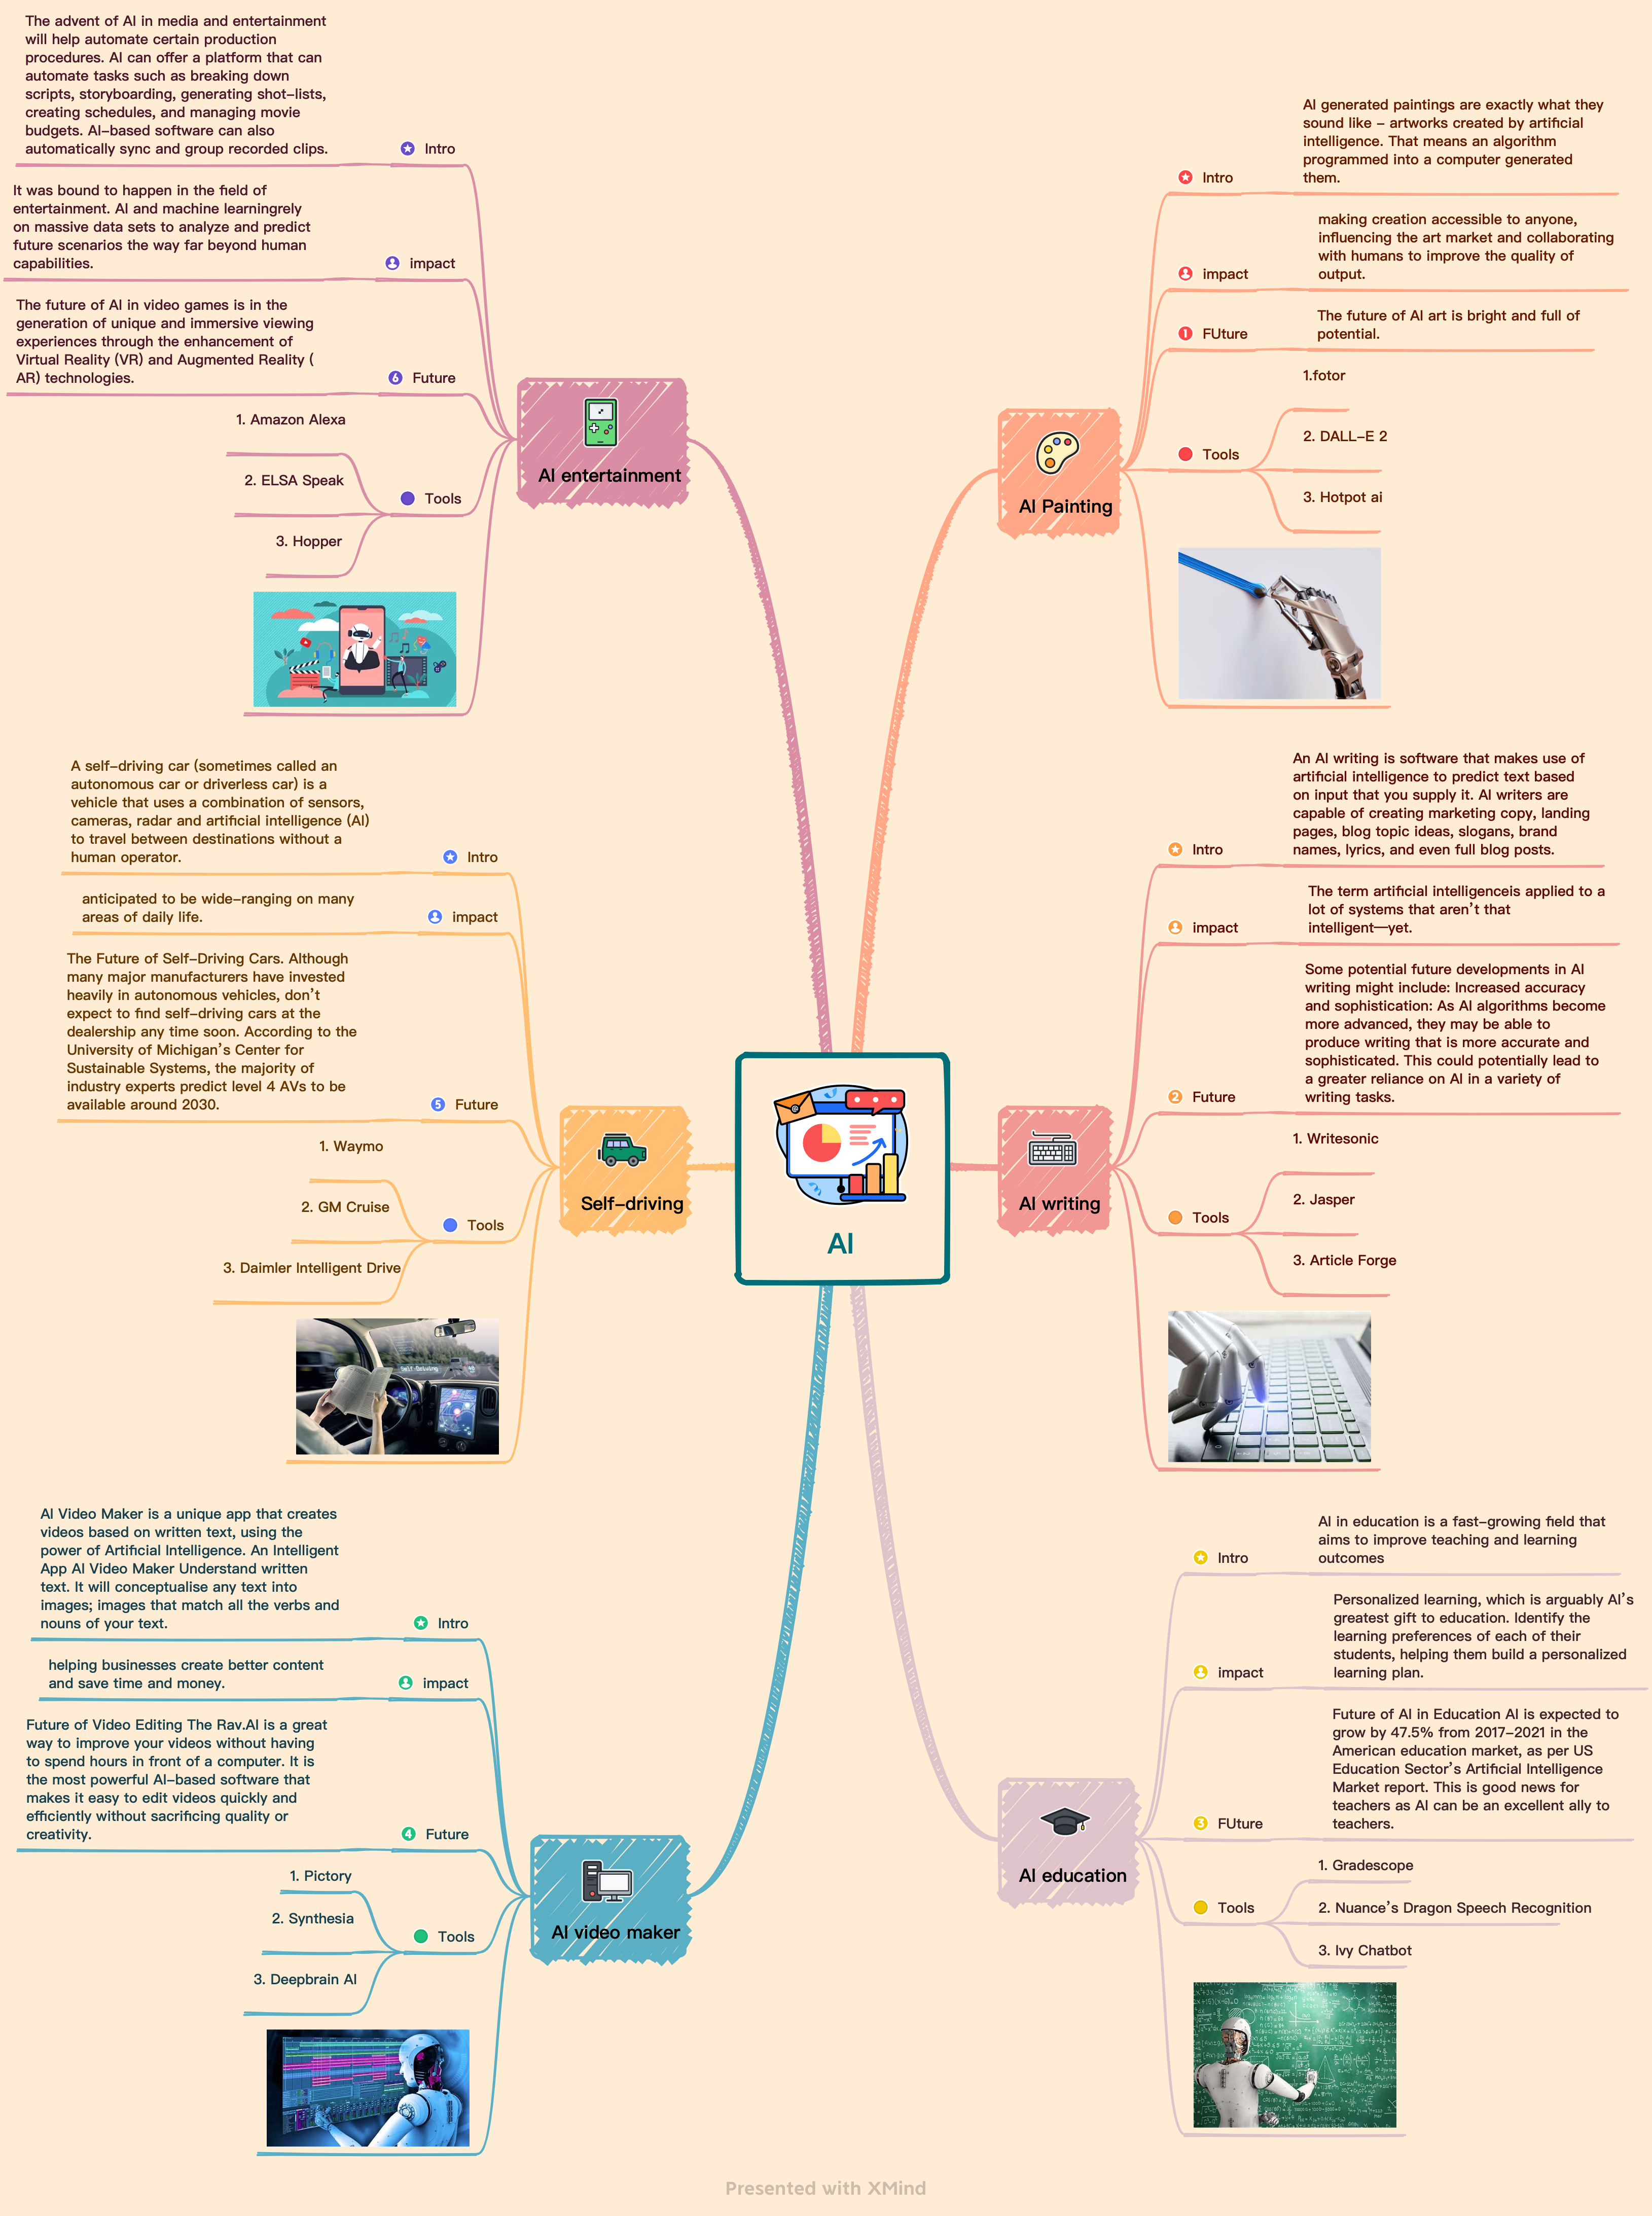 AI
AI Painting
Intro
AI generated paintings are exactly what they
sound like – artworks created by artificial
intelligence. That means an algorithm
programmed into a computer generated
them.
impact
making creation accessible to anyone,
influencing the art market and collaborating
with humans to improve the quality of
output.
1 FUture
The future of AI art is bright and full of
potential.
Tools
1.fotor
2. DALL-E 2
3. Hotpot ai
AI writing
Intro
An AI writing is software that makes use of
artificial intelligence to predict text based
on input that you supply it. AI writers are
capable of creating marketing copy, landing
pages, blog topic ideas, slogans, brand
names, lyrics, and even full blog posts.
impact
The term artificial intelligenceis applied to a
lot of systems that aren't that
intelligent—yet.
2 Future
Some potential future developments in AI
writing might include: Increased accuracy
and sophistication: As AI algorithms become
more advanced, they may be able to
produce writing that is more accurate and
sophisticated. This could potentially lead to
a greater reliance on AI in a variety of
writing tasks.
Tools
1. Writesonic
2. Jasper
3. Article Forge
AI education
Intro
AI in education is a fast-growing field that
aims to improve teaching and learning
outcomes
impact
Personalized learning, which is arguably AI's
greatest gift to education. Identify the
learning preferences of each of their
students, helping them build a personalized
learning plan.
3 FUture
Future of AI in Education AI is expected to
grow by 47.5% from 2017-2021 in the
American education market, as per US
Education Sector's Artificial Intelligence
Market report. This is good news for
teachers as AI can be an excellent ally to
teachers.
Tools
1. Gradescope
2. Nuance's Dragon Speech Recognition
3. Ivy Chatbot
AI video maker
Intro
AI Video Maker is a unique app that creates
videos based on written text, using the
power of Artificial Intelligence. An Intelligent
App AI Video Maker Understand written
text. It will conceptualise any text into
images; images that match all the verbs and
nouns of your text.
impact
helping businesses create better content
and save time and money.
4 Future
Future of Video Editing The Rav.AI is a great
way to improve your videos without having
to spend hours in front of a computer. It is
the most powerful AI-based software that
makes it easy to edit videos quickly and
efficiently without sacrificing quality or
creativity.
Tools
1. Pictory
2. Synthesia
3. Deepbrain AI
Self-driving
Intro
A self-driving car (sometimes called an
autonomous car or driverless car) is a
vehicle that uses a combination of sensors,
cameras, radar and artificial intelligence (AI)
to travel between destinations without a
human operator.
impact
anticipated to be wide-ranging on many
areas of daily life.
5 Future
The Future of Self-Driving Cars. Although
many major manufacturers have invested
heavily in autonomous vehicles, don't
expect to find self-driving cars at the
dealership any time soon. According to the
University of Michigan's Center for
Sustainable Systems, the majority of
industry experts predict level 4 AVs to be
available around 2030.
Tools
1. Waymo
2. GM Cruise
3. Daimler Intelligent Drive
Self-Driving
AI entertainment
Intro
The advent of AI in media and entertainment
will help automate certain production
procedures. AI can offer a platform that can
automate tasks such as breaking down
scripts, storyboarding, generating shot-lists,
creating schedules, and managing movie
budgets. AI-based software can also
automatically sync and group recorded clips.
impact
It was bound to happen in the field of
entertainment. AI and machine learningrely
on massive data sets to analyze and predict
future scenarios the way far beyond human
capabilities.
6 Future
The future of AI in video games is in the
generation of unique and immersive viewing
experiences through the enhancement of
Virtual Reality (VR) and Augmented Reality (
AR) technologies.
Tools
1. Amazon Alexa
2. ELSA Speak
3. Hopper
Presented with XMind